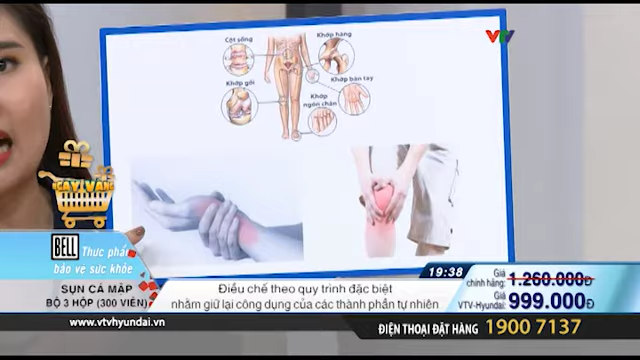 VTV
Cột sống
Khớp háng
Khớp gối
Khớp bàn tay
Khớp
ngón chân
NGÀY VÀNG
BELL
Thực phẩm
bảo vệ sức khỏe
SỤN CÁ MẬP
BỘ 3 HỘP (300 VIÊN)
19:38
Điều chế theo quy trình đặc biệt
nhằm giữ lại công dụng của các thành phần tự nhiên
Giá
chính hãng: 1.260.000Đ
Giá
VTV-Hyundai: 999.000Đ
www.vtvhyundai.vn
ĐIỆN THOẠI ĐẶT HÀNG 1900 7137